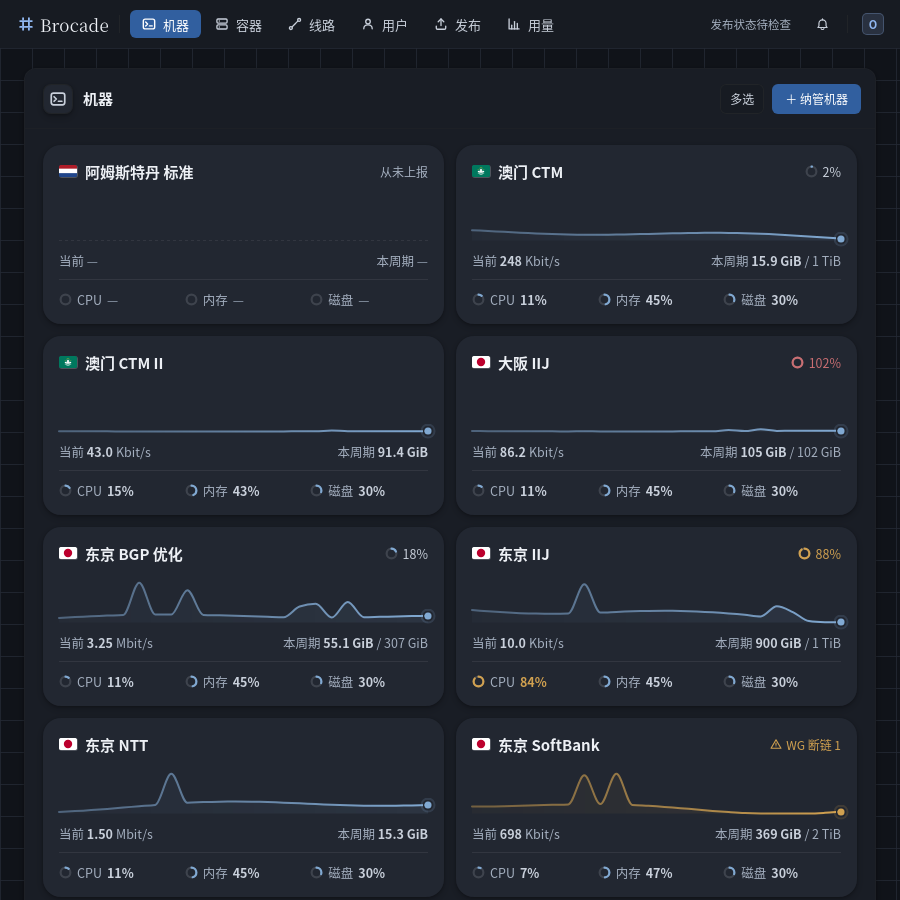 Brocade 机器 容器 线路 用户 发布 用量 发布状态待检查 O
机器 多选 + 纳管机器
阿姆斯特丹 标准 从未上报
当前 — 本周期 —
CPU — 内存 — 磁盘 —
澳门 CTM 2%
当前 248 Kbit/s 本周期 15.9 GiB / 1 TiB
CPU 11% 内存 45% 磁盘 30%
澳门 CTM II
当前 43.0 Kbit/s 本周期 91.4 GiB
CPU 15% 内存 43% 磁盘 30%
大阪 IIJ 102%
当前 86.2 Kbit/s 本周期 105 GiB / 102 GiB
CPU 11% 内存 45% 磁盘 30%
东京 BGP 优化 18%
当前 3.25 Mbit/s 本周期 55.1 GiB / 307 GiB
CPU 11% 内存 45% 磁盘 30%
东京 IIJ 88%
当前 10.0 Kbit/s 本周期 900 GiB / 1 TiB
CPU 84% 内存 45% 磁盘 30%
东京 NTT
当前 1.50 Mbit/s 本周期 15.3 GiB
CPU 11% 内存 45% 磁盘 30%
东京 SoftBank WG 断链 1
当前 698 Kbit/s 本周期 369 GiB / 2 TiB
CPU 7% 内存 47% 磁盘 30%